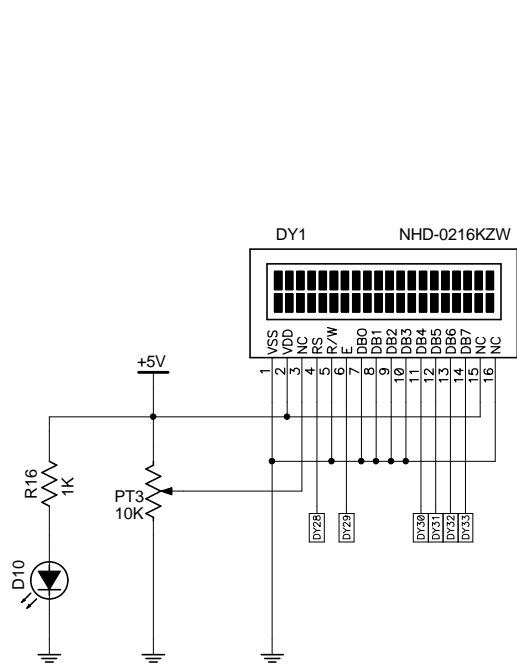 DY1 NHD-0216KZW
VSS
VDD
NC
RS
R/W
E
DB0
DB1
DB2
DB3
DB4
DB5
DB6
DB7
NC
NC
1
2
3
4
5
6
7
8
9
10
11
12
13
14
15
16
+5V
R16
1K
PT3
10K
DY28
DY29
DY30
DY31
DY32
DY33
D10